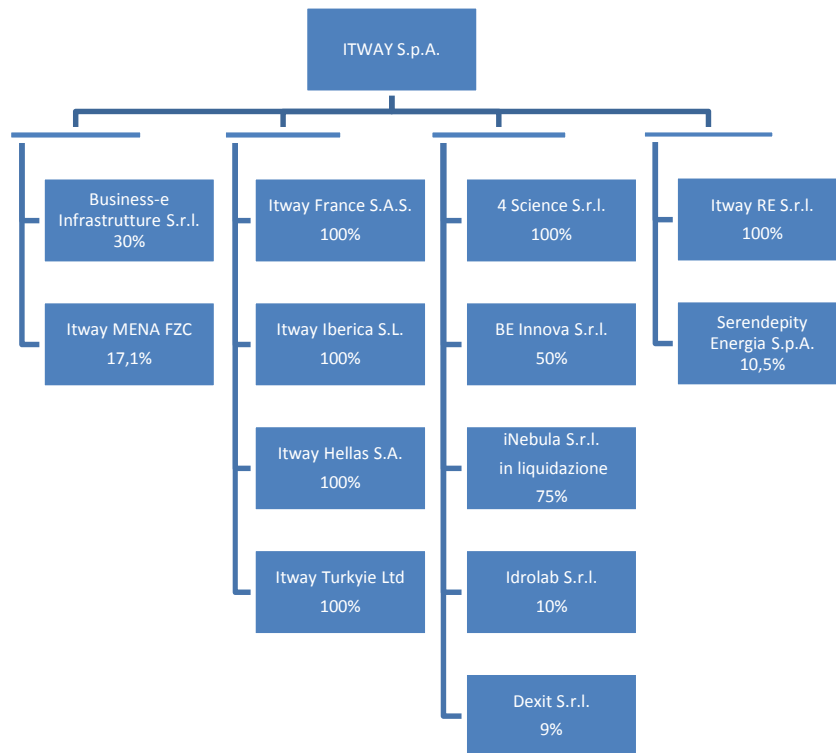 ITWAY S.p.A.
Business-e
Infrastrutture S.r.l.
30%
Itway MENA FZC
17,1%
Itway France S.A.S.
100%
Itway Iberica S.L.
100%
Itway Hellas S.A.
100%
Itway Turkyie Ltd
100%
4 Science S.r.l.
100%
BE Innova S.r.l.
50%
iNebula S.r.l.
in liquidazione
75%
Idrolab S.r.l.
10%
Dexit S.r.l.
9%
Itway RE S.r.l.
100%
Serendepity
Energia S.p.A.
10,5%